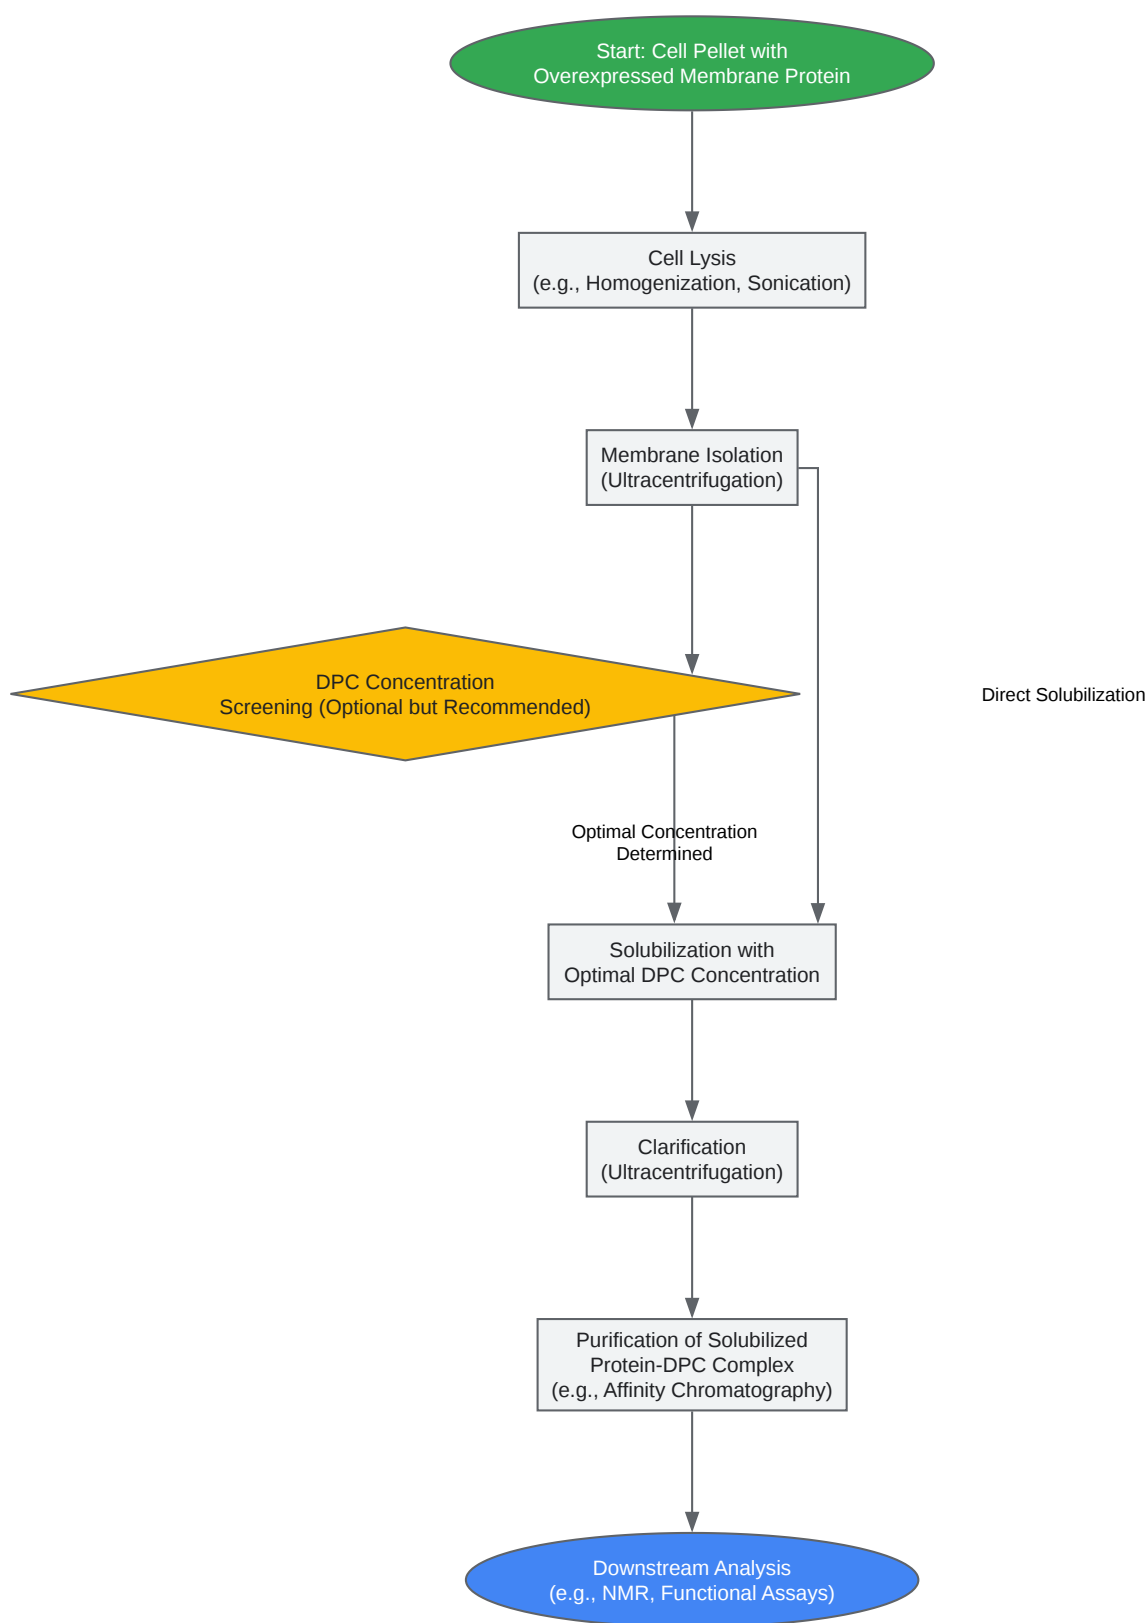 Start: Cell Pellet with
Overexpressed Membrane Protein
Cell Lysis
(e.g., Homogenization, Sonication)
Membrane Isolation
(Ultracentrifugation)
DPC Concentration
Screening (Optional but Recommended)
Direct Solubilization
Optimal Concentration
Determined
Solubilization with
Optimal DPC Concentration
Clarification
(Ultracentrifugation)
Purification of Solubilized
Protein-DPC Complex
(e.g., Affinity Chromatography)
Downstream Analysis
(e.g., NMR, Functional Assays)